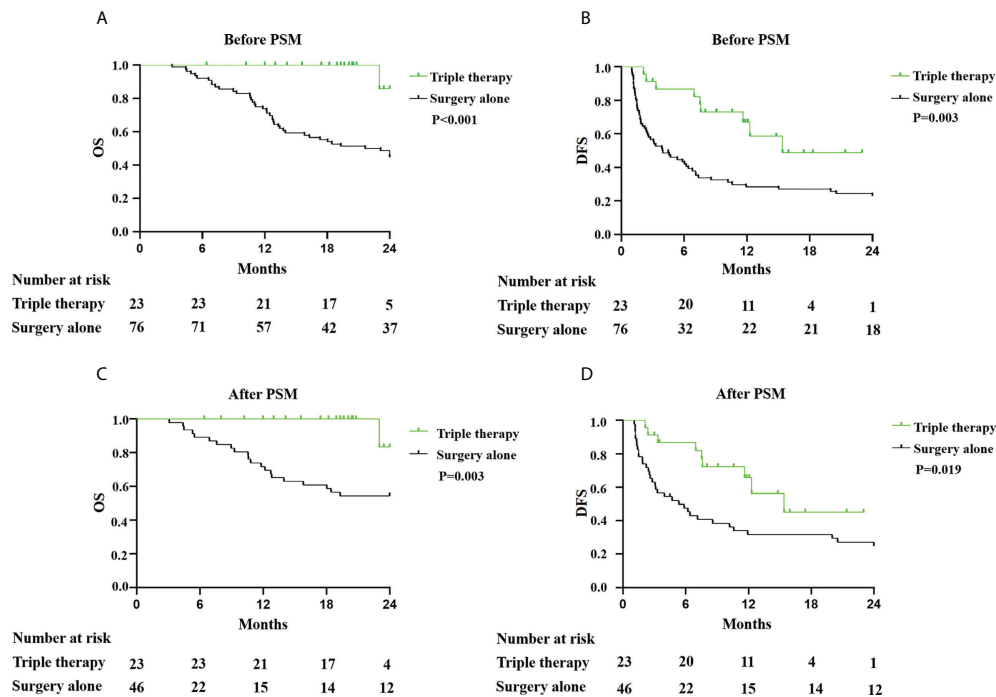 A
Before PSM
OS
1.0
0.8
0.6
0.4
0.2
0.0
0 6 12 18 24
Months
Triple therapy
Surgery alone
P<0.001
Number at risk
Triple therapy 23 23 21 17 5
Surgery alone 76 71 57 42 37
B
Before PSM
DFS
1.0
0.8
0.6
0.4
0.2
0.0
0 6 12 18 24
Months
Triple therapy
Surgery alone
P=0.003
Number at risk
Triple therapy 23 20 11 4 1
Surgery alone 76 32 22 21 18
C
After PSM
OS
1.0
0.8
0.6
0.4
0.2
0.0
0 6 12 18 24
Months
Triple therapy
Surgery alone
P=0.003
Number at risk
Triple therapy 23 23 21 17 4
Surgery alone 46 22 15 14 12
D
After PSM
DFS
1.0
0.8
0.6
0.4
0.2
0.0
0 6 12 18 24
Months
Triple therapy
Surgery alone
P=0.019
Number at risk
Triple therapy 23 20 11 4 1
Surgery alone 46 22 15 14 12